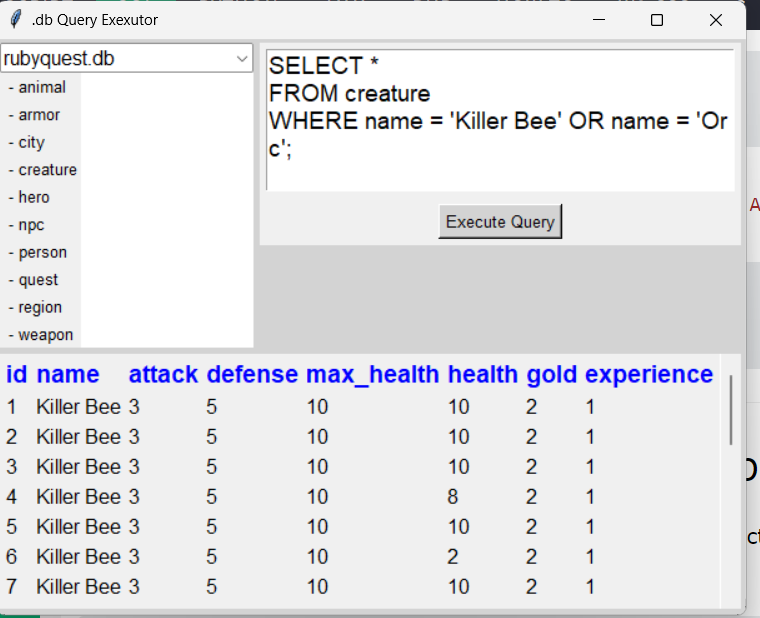 .db Query Exexutor
rubyquest.db
- animal
- armor
- city
- creature
- hero
- npc
- person
- quest
- region
- weapon
SELECT *
FROM creature
WHERE name = 'Killer Bee' OR name = 'Or
c';
Execute Query
id name attack defense max_health health gold experience
1 Killer Bee 3 5 10 10 2 1
2 Killer Bee 3 5 10 10 2 1
3 Killer Bee 3 5 10 10 2 1
4 Killer Bee 3 5 10 8 2 1
5 Killer Bee 3 5 10 10 2 1
6 Killer Bee 3 5 10 2 2 1
7 Killer Bee 3 5 10 10 2 1